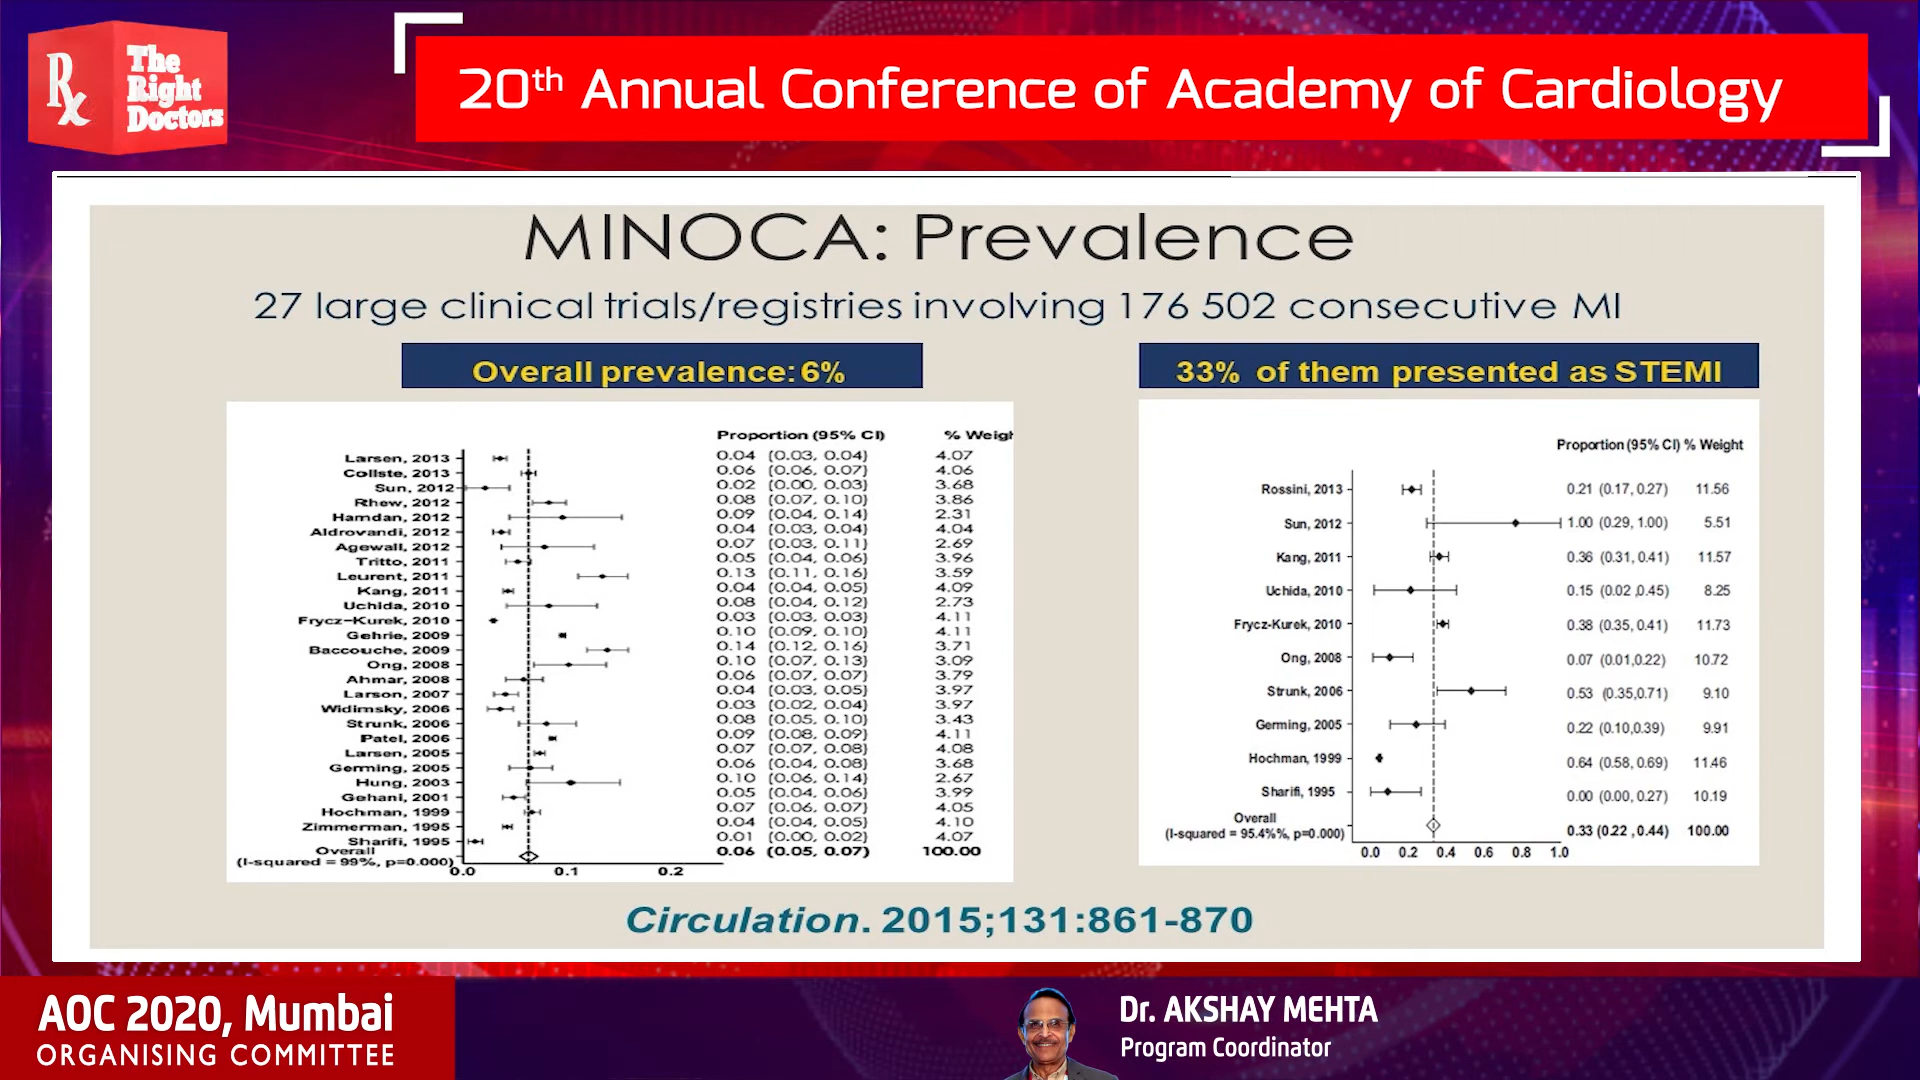 Rx
The
Right
Doctors
20th Annual Conference of Academy of Cardiology
MINOCA: Prevalence
27 large clinical trials/registries involving 176 502 consecutive MI
Overall prevalence: 6%
Proportion (95% CI) % Weigh
Larsen, 2013 0.04 (0.03, 0.04) 4.07
Collste, 2013 0.06 (0.06, 0.07) 4.06
Sun, 2012 0.02 (0.00, 0.03) 3.68
Rhew, 2012 0.08 (0.07, 0.10) 3.86
Hamdan, 2012 0.09 (0.04, 0.14) 2.31
Aldrovandi, 2012 0.04 (0.03, 0.04) 4.04
Agewall, 2012 0.07 (0.03, 0.11) 2.69
Tritto, 2011 0.05 (0.04, 0.06) 3.96
Leurent, 2011 0.13 (0.11, 0.16) 3.59
Kang, 2011 0.04 (0.04, 0.05) 4.09
Uchida, 2010 0.08 (0.04, 0.12) 2.73
Frycz-Kurek, 2010 0.03 (0.03, 0.03) 4.11
Gehrie, 2009 0.10 (0.09, 0.10) 4.11
Baccouche, 2009 0.14 (0.12, 0.16) 3.71
Ong, 2008 0.10 (0.07, 0.13) 3.09
Ahmar, 2008 0.06 (0.07, 0.07) 3.79
Larson, 2007 0.04 (0.03, 0.05) 3.97
Widimsky, 2006 0.03 (0.02, 0.04) 3.97
Strunk, 2006 0.08 (0.05, 0.10) 3.43
Patel, 2006 0.09 (0.08, 0.09) 4.11
Larsen, 2005 0.07 (0.07, 0.08) 4.08
Germing, 2005 0.06 (0.04, 0.08) 3.68
Hung, 2003 0.10 (0.06, 0.14) 2.67
Gehani, 2001 0.05 (0.04, 0.06) 3.99
Hochman, 1999 0.07 (0.06, 0.07) 4.05
Zimmerman, 1995 0.04 (0.04, 0.05) 4.10
Sharifi, 1995 0.01 (0.00, 0.02) 4.07
Overall 0.06 (0.05, 0.07) 100.00
(I-squared = 99%, p=0.000)
0.0 0.1 0.2
33% of them presented as STEMI
Proportion (95% CI) % Weight
Rossini, 2013 0.21 (0.17, 0.27) 11.56
Sun, 2012 1.00 (0.29, 1.00) 5.51
Kang, 2011 0.36 (0.31, 0.41) 11.57
Uchida, 2010 0.15 (0.02 ,0.45) 8.25
Frycz-Kurek, 2010 0.38 (0.35, 0.41) 11.73
Ong, 2008 0.07 (0.01,0.22) 10.72
Strunk, 2006 0.53 (0.35,0.71) 9.10
Germing, 2005 0.22 (0.10,0.39) 9.91
Hochman, 1999 0.64 (0.58, 0.69) 11.46
Sharifi, 1995 0.00 (0.00, 0.27) 10.19
Overall
(I-squared = 95.4%%, p=0.000) 0.33 (0.22 , 0.44) 100.00
0.0 0.2 0.4 0.6 0.8 1.0
Circulation. 2015;131:861-870
AOC 2020, Mumbai
ORGANISING COMMITTEE
Dr. AKSHAY MEHTA
Program Coordinator